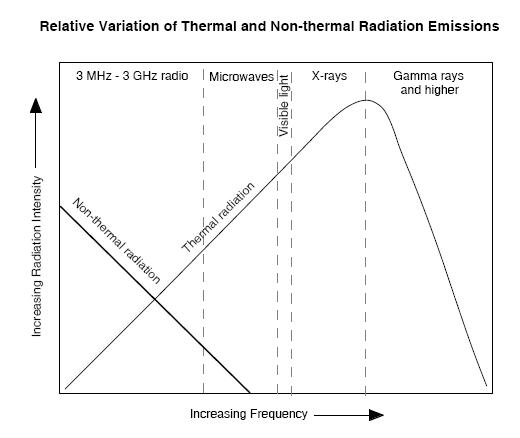 Relative Variation of Thermal and Non-thermal Radiation Emissions
3 MHz - 3 GHz radio
Microwaves
Visible light
X-rays
Gamma rays
and higher
Increasing Radiation Intensity
Non-thermal radiation
Thermal radiation
Increasing Frequency